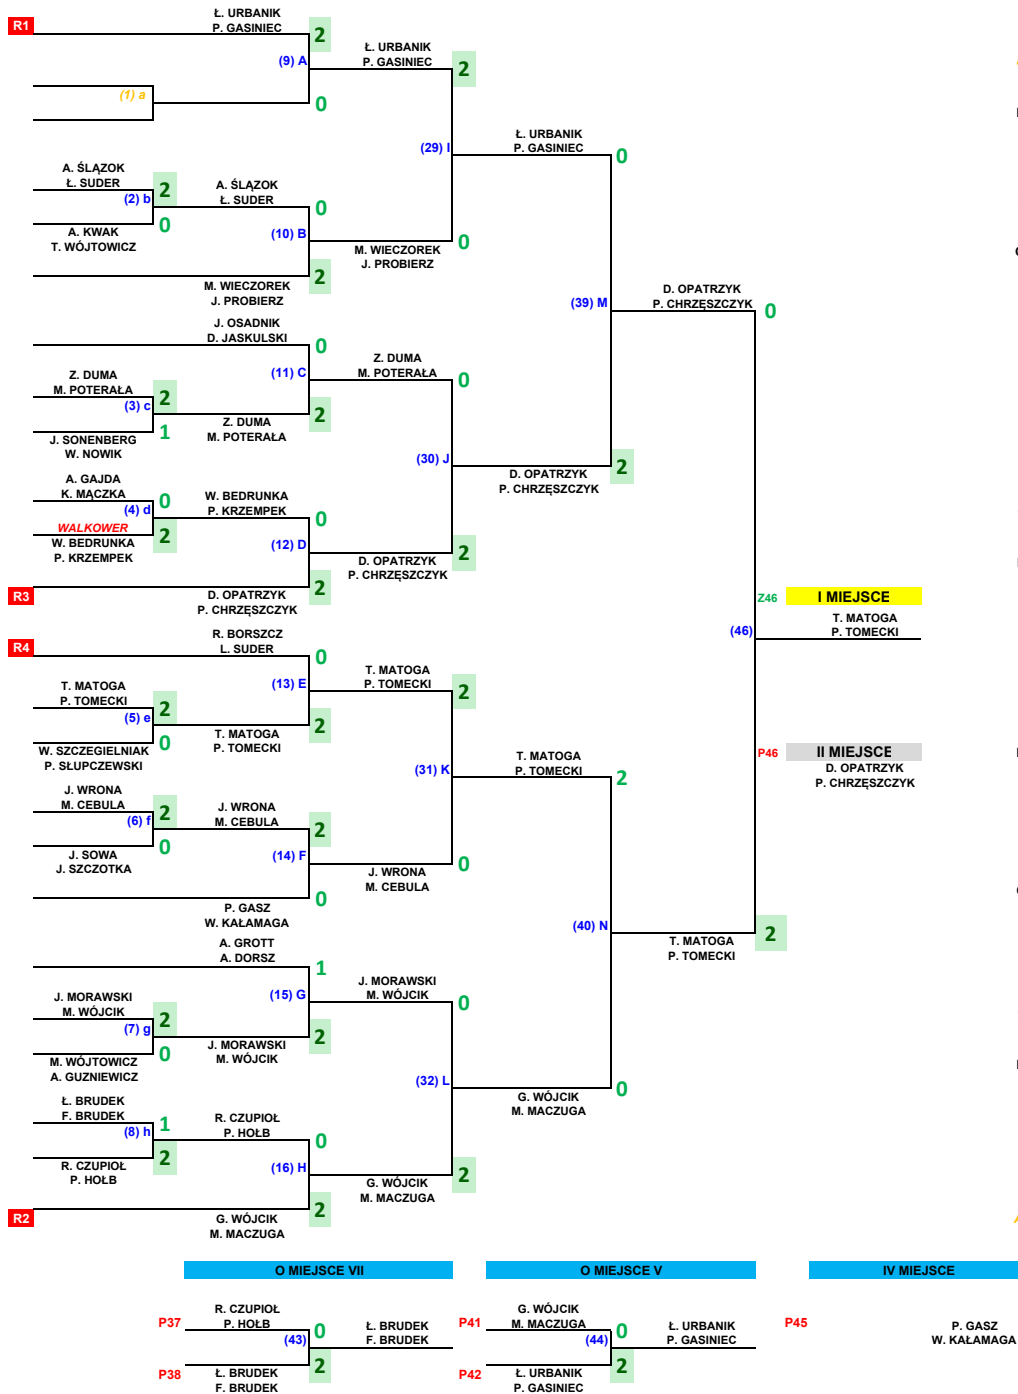 Ł. URBANIK
P. GASINIEC
R1
2
(9) A
Ł. URBANIK
P. GASINIEC
2
(1) a
0
Ł. URBANIK
P. GASINIEC
(29) I
0
A. ŚLĄZOK
Ł. SUDER
2
(2) b
A. ŚLĄZOK
Ł. SUDER
0
A. KWAK
T. WÓJTOWICZ
0
(10) B
M. WIECZOREK
J. PROBIERZ
0
M. WIECZOREK
J. PROBIERZ
2
D. OPATRZYK
P. CHRZĘSZCZYK
0
(39) M
J. OSADNIK
D. JASKULSKI
0
(11) C
Z. DUMA
M. POTERAŁA
0
Z. DUMA
M. POTERAŁA
2
(3) c
J. SONENBERG
W. NOWIK
1
Z. DUMA
M. POTERAŁA
2
(30) J
D. OPATRZYK
P. CHRZĘSZCZYK
2
A. GAJDA
K. MĄCZKA
0
(4) d
WALKOWER
W. BEDRUNKA
P. KRZEMPEK
2
W. BEDRUNKA
P. KRZEMPEK
0
(12) D
D. OPATRZYK
P. CHRZĘSZCZYK
2
R3
D. OPATRZYK
P. CHRZĘSZCZYK
2
Z46
I MIEJSCE
T. MATOGA
P. TOMECKI
(46)
R4
R. BORSZCZ
L. SUDER
0
(13) E
T. MATOGA
P. TOMECKI
2
T. MATOGA
P. TOMECKI
2
(5) e
W. SZCZEGIELNIAK
P. SŁUPCZEWSKI
0
T. MATOGA
P. TOMECKI
2
(31) K
T. MATOGA
P. TOMECKI
2
P46
II MIEJSCE
D. OPATRZYK
P. CHRZĘSZCZYK
J. WRONA
M. CEBULA
2
(6) f
J. SOWA
J. SZCZOTKA
0
J. WRONA
M. CEBULA
2
(14) F
J. WRONA
M. CEBULA
0
P. GASZ
W. KAŁAMAGA
0
(40) N
T. MATOGA
P. TOMECKI
2
A. GROTT
A. DORSZ
1
(15) G
J. MORAWSKI
M. WÓJCIK
0
J. MORAWSKI
M. WÓJCIK
2
(7) g
M. WÓJTOWICZ
A. GUZNIEWICZ
0
J. MORAWSKI
M. WÓJCIK
2
(32) L
G. WÓJCIK
M. MACZUGA
0
Ł. BRUDEK
F. BRUDEK
1
(8) h
R. CZUPIOŁ
P. HOŁB
2
R. CZUPIOŁ
P. HOŁB
0
(16) H
G. WÓJCIK
M. MACZUGA
2
R2
G. WÓJCIK
M. MACZUGA
2
O MIEJSCE VII
P37
R. CZUPIOŁ
P. HOŁB
0
(43)
Ł. BRUDEK
F. BRUDEK
P38
Ł. BRUDEK
F. BRUDEK
2
O MIEJSCE V
P41
G. WÓJCIK
M. MACZUGA
0
(44)
Ł. URBANIK
P. GASINIEC
P42
Ł. URBANIK
P. GASINIEC
2
IV MIEJSCE
P45
P. GASZ
W. KAŁAMAGA